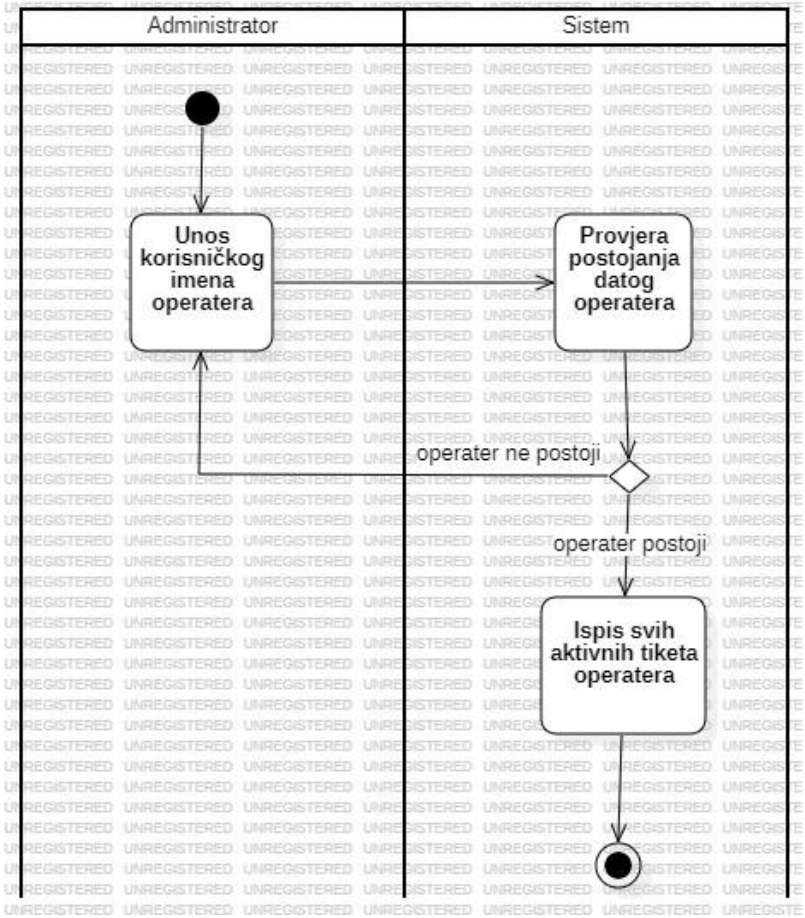 Administrator
Sistem
Unos
korisničkog
imena
operatera
Provjera
postojanja
datog
operatera
operater ne postoji
operater postoji
Ispis svih
aktivnih tiketa
operatera
UNREGISTERED